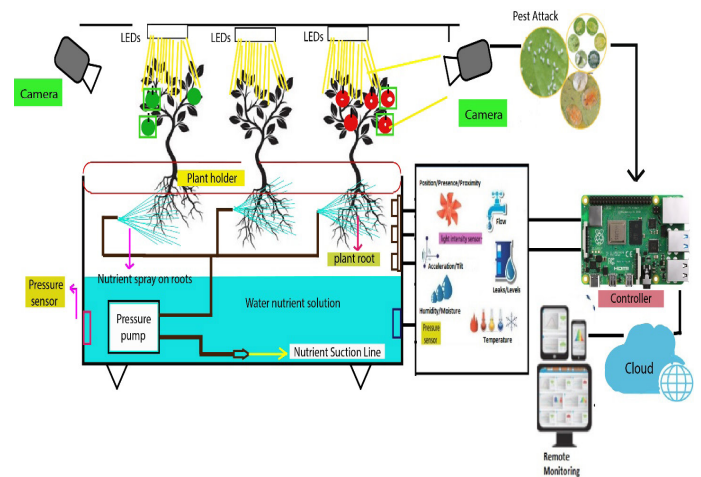 Pest Attack
LEDs
LEDs
LEDs
Camera
Camera
Plant holder
Position/Presence/Proximity
Flow
light intensity sensor
plant root
Acceleration/Tilt
Leaks/Levels
Nutrient spray on roots
Pressure
sensor
Water nutrient solution
Humidity/Moisture
Controller
Pressure
pump
Pressure
sensor
Temperature
Nutrient Suction Line
Cloud
Remote
Monitoring